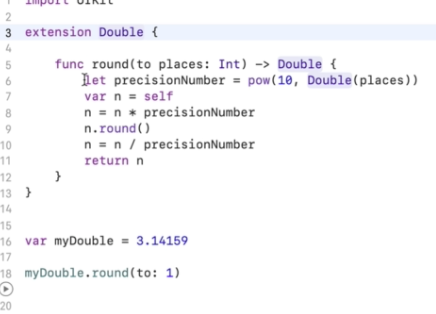 1 import UIKit
2
3 extension Double {
4
5 func round(to places: Int) -> Double {
6 let precisionNumber = pow(10, Double(places))
7 var n = self
8 n = n * precisionNumber
9 n.round()
10 n = n / precisionNumber
11 return n
12 }
13 }
14
15
16 var myDouble = 3.14159
17
18 myDouble.round(to: 1)
20